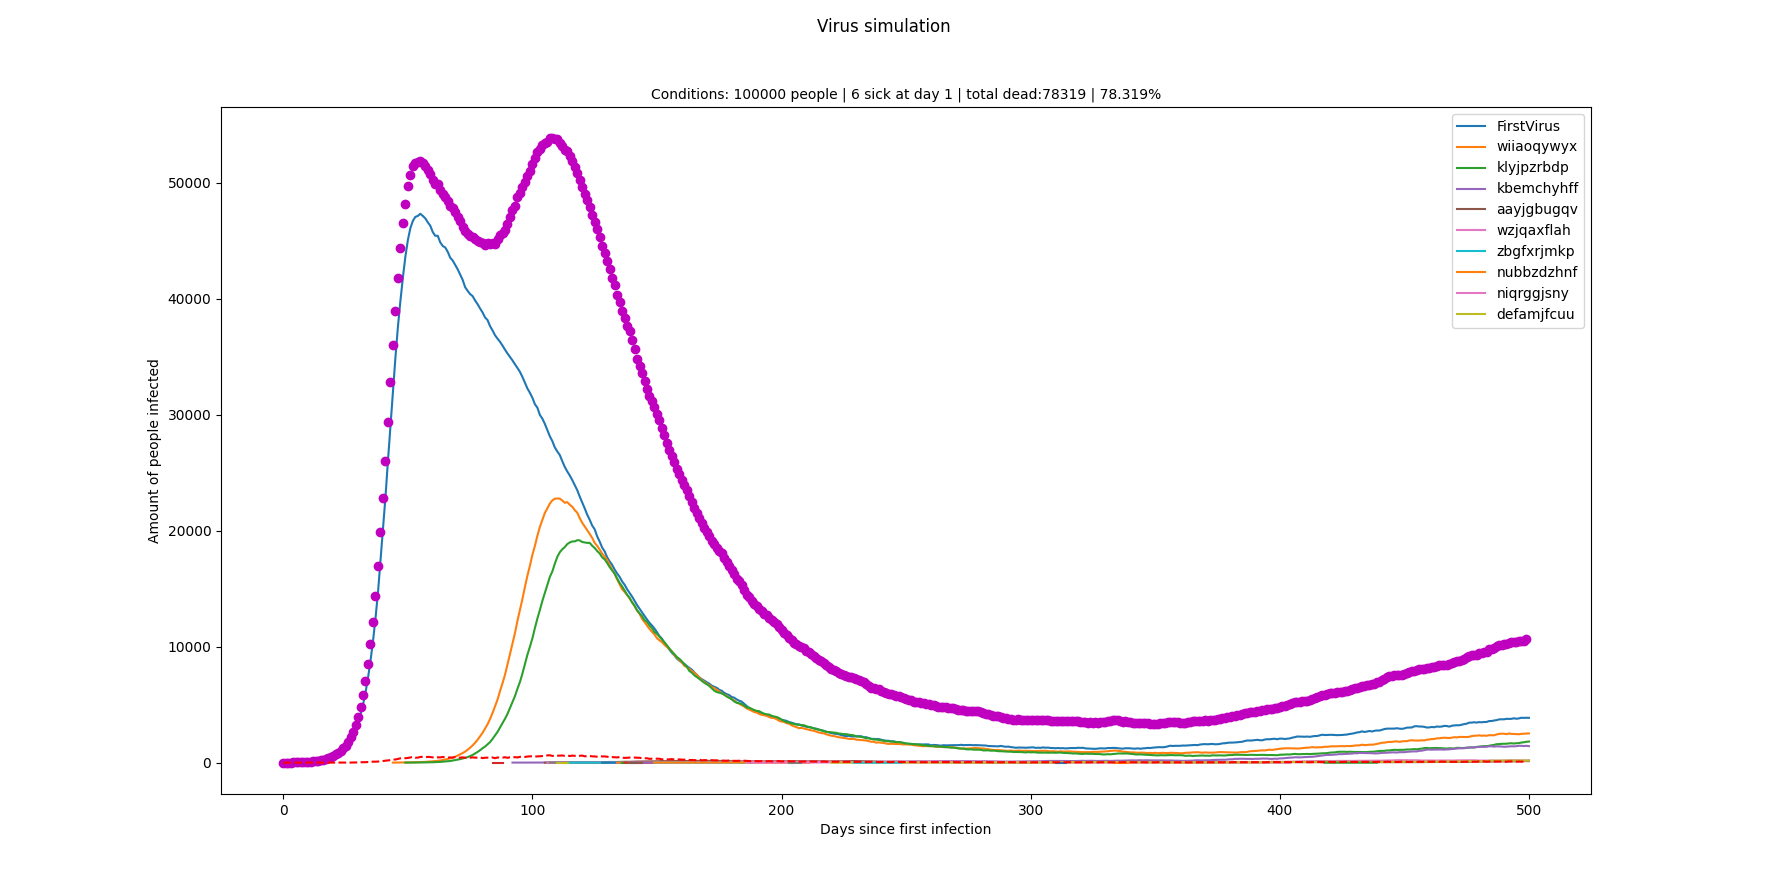 Virus simulation
Conditions: 100000 people | 6 sick at day 1 | total dead:78319 | 78.319%
FirstVirus
wiiaoqywyx
klyjpzrbdp
kbemchyhff
aayjgbugqv
wzjqaxflah
zbgfxrjmkp
nubbzdzhnf
niqrggjsny
defamjfcuu
Amount of people infected
50000
40000
30000
20000
10000
0
0 100 200 300 400 500
Days since first infection